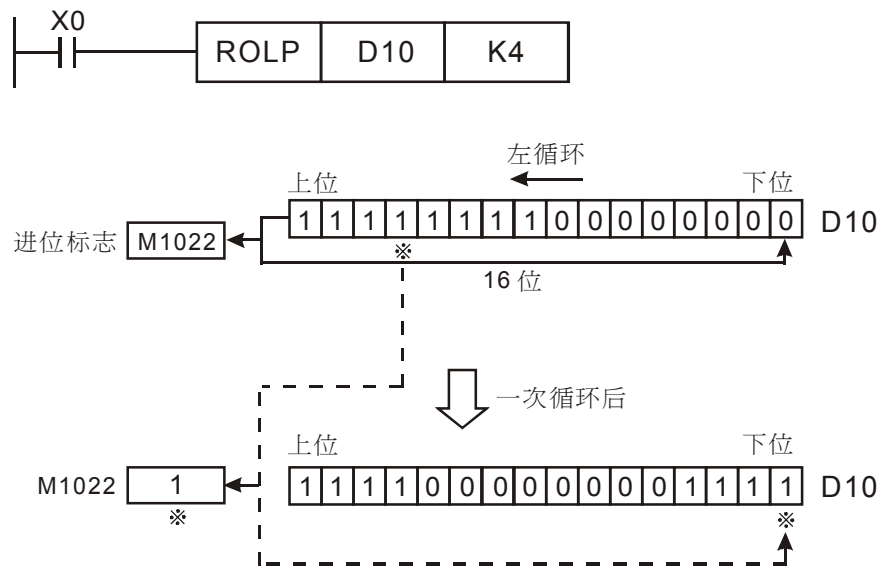 X0
ROLP D10 K4
左循环
上位 下位
1 1 1 1 1 1 1 1 0 0 0 0 0 0 0 0 D10
进位标志 M1022
※
16 位
一次循环后
上位 下位
M1022 1 1 1 1 1 0 0 0 0 0 0 0 0 1 1 1 1 D10
※ ※